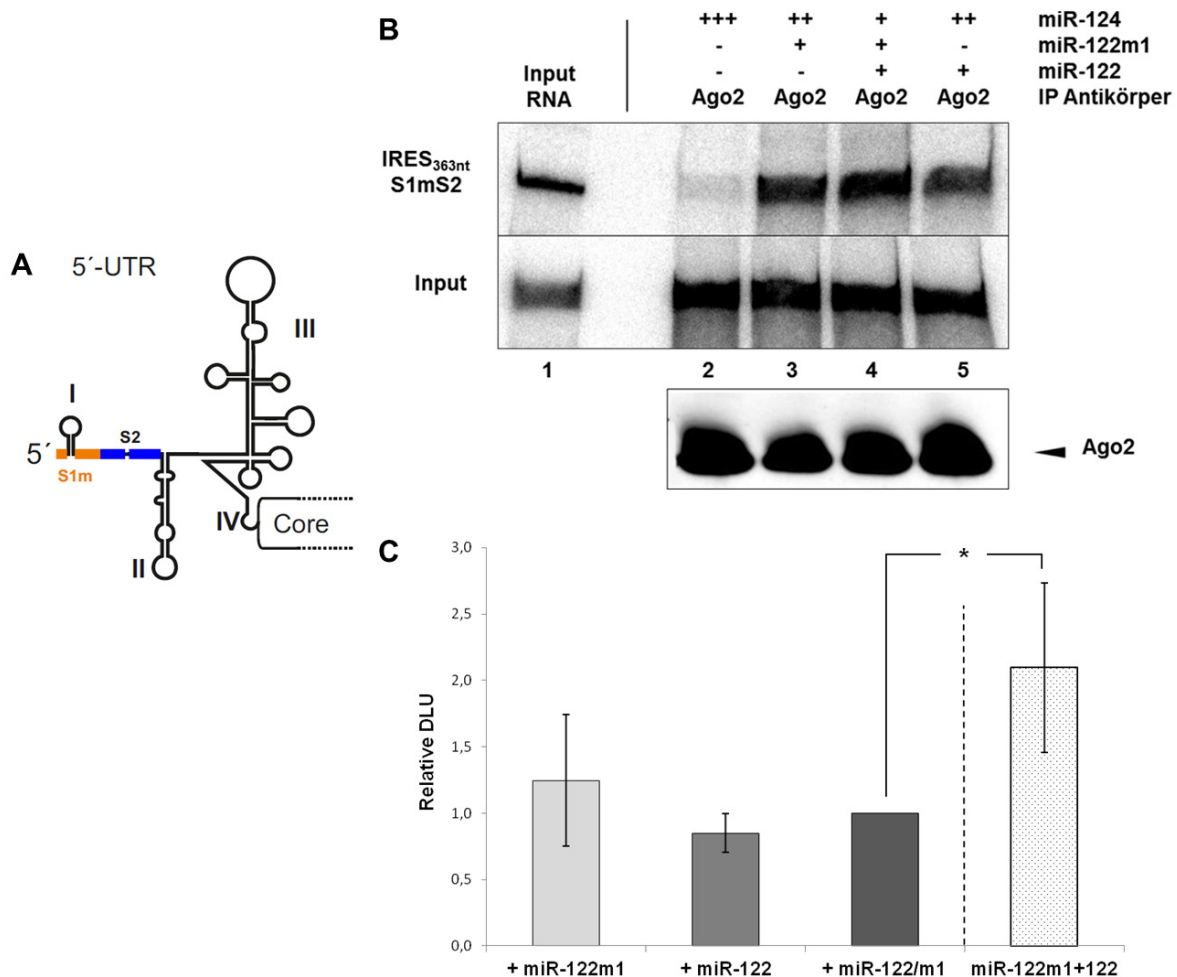 A
5´-UTR
I
5´
S1m
S2
II
III
IV
Core
B
+++ ++ + ++ miR-124
- + + - miR-122m1
- - + + miR-122
Input
RNA
Ago2 Ago2 Ago2 Ago2 IP Antikörper
IRES363nt
S1mS2
Input
1 2 3 4 5
Ago2
C
Relative DLU
3,0
2,5
2,0
1,5
1,0
0,5
0,0
*
+ miR-122m1 + miR-122 + miR-122/m1 miR-122m1+122